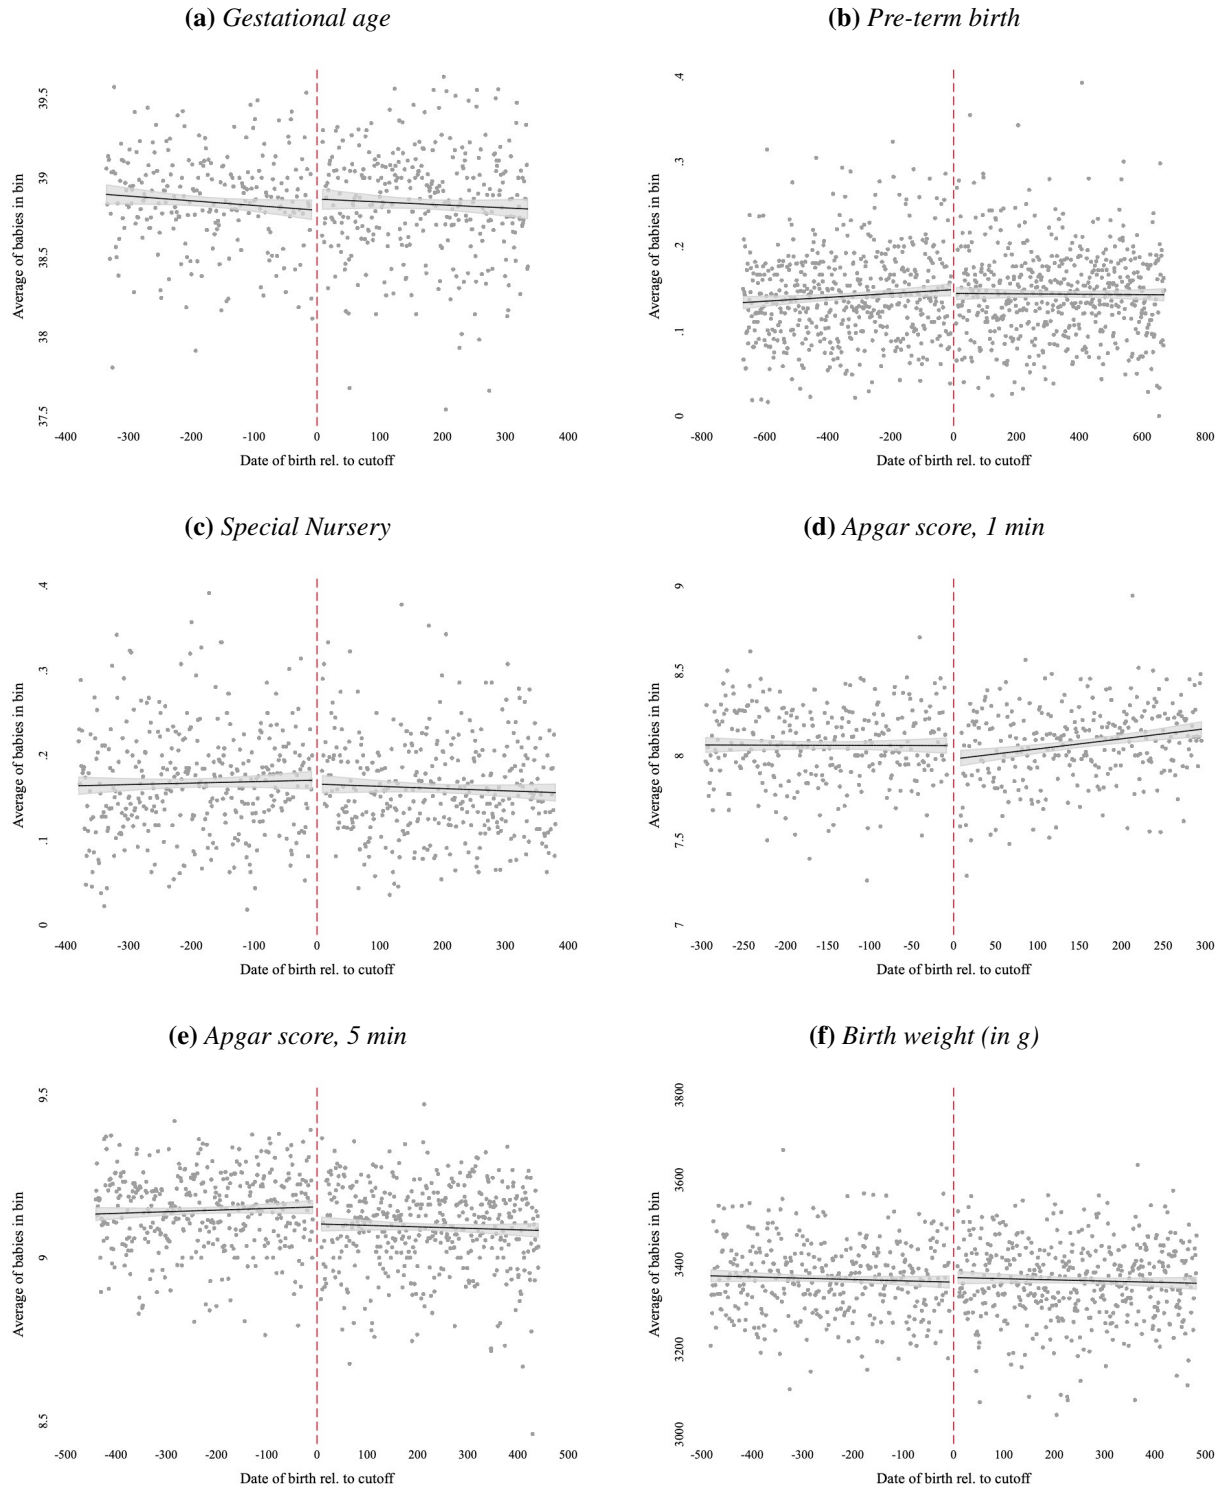 (a) Gestational age
Average of babies in bin
39.5
39
38.5
38
37.5
-400 -300 -200 -100 0 100 200 300 400
Date of birth rel. to cutoff
(b) Pre-term birth
Average of babies in bin
.4
.3
.2
.1
0
-800 -600 -400 -200 0 200 400 600 800
Date of birth rel. to cutoff
(c) Special Nursery
Average of babies in bin
.4
.3
.2
.1
0
-400 -300 -200 -100 0 100 200 300 400
Date of birth rel. to cutoff
(d) Apgar score, 1 min
Average of babies in bin
9
8.5
8
7.5
7
-300 -250 -200 -150 -100 -50 0 50 100 150 200 250 300
Date of birth rel. to cutoff
(e) Apgar score, 5 min
Average of babies in bin
9.5
9
8.5
-500 -400 -300 -200 -100 0 100 200 300 400 500
Date of birth rel. to cutoff
(f) Birth weight (in g)
Average of babies in bin
3800
3600
3400
3200
3000
-500 -400 -300 -200 -100 0 100 200 300 400 500
Date of birth rel. to cutoff